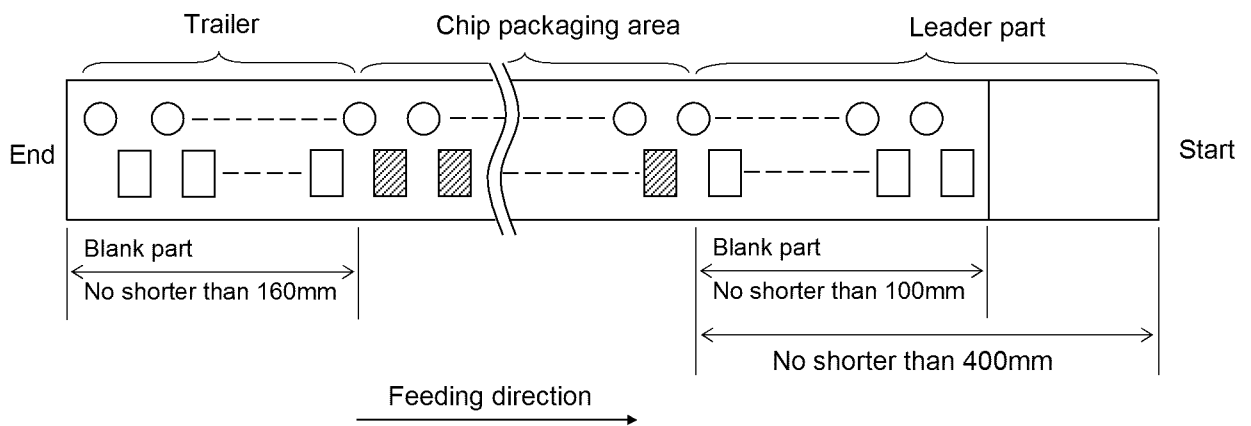 Trailer
Chip packaging area
Leader part
End
Start
Blank part
No shorter than 160mm
Blank part
No shorter than 100mm
No shorter than 400mm
Feeding direction